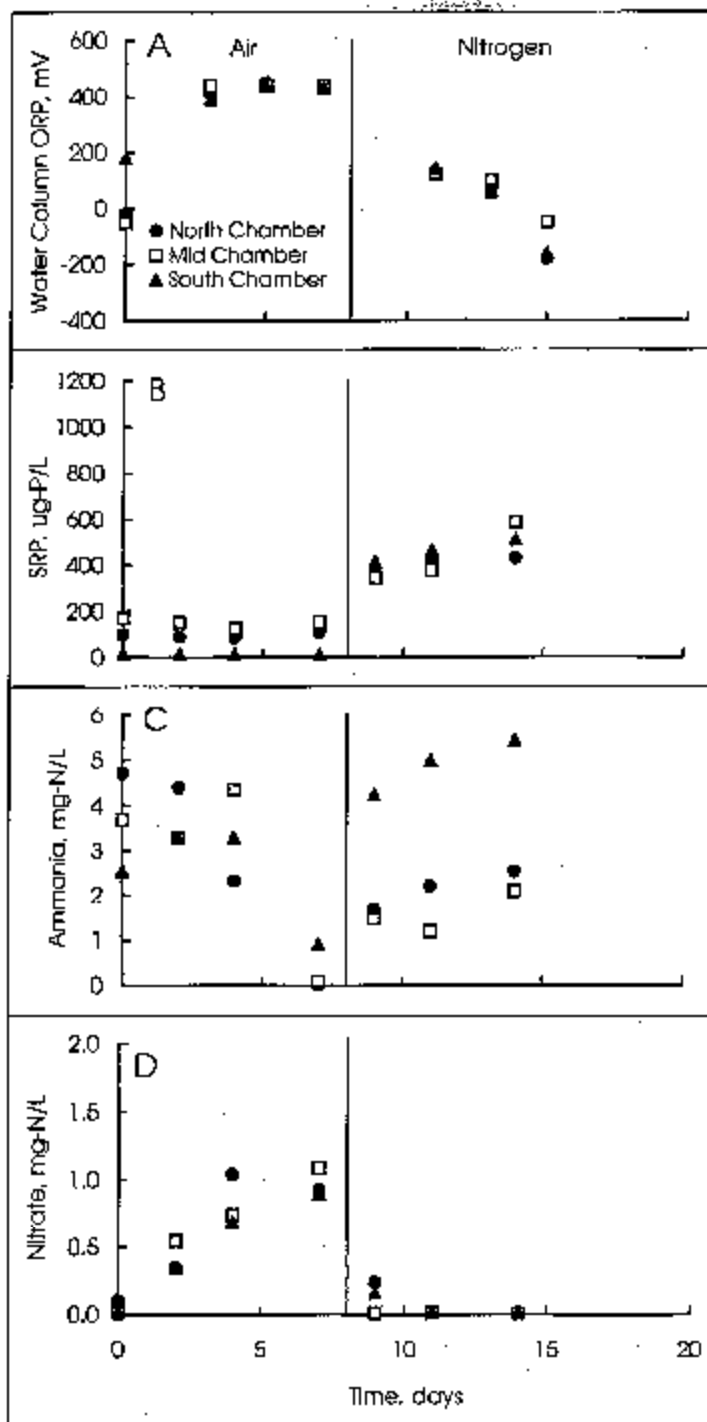 A Air Nitrogen
Water Column ORP, mV
600
400
200
0
-200
-400
North Chamber
Mid Chamber
South Chamber
B
SRP, ug-P/L
1200
1000
800
600
400
200
0
C
Ammonia, mg-N/L
6
5
4
3
2
1
0
D
Nitrate, mg-N/L
2.0
1.5
1.0
0.5
0.0
0 5 10 15 20
Time, days